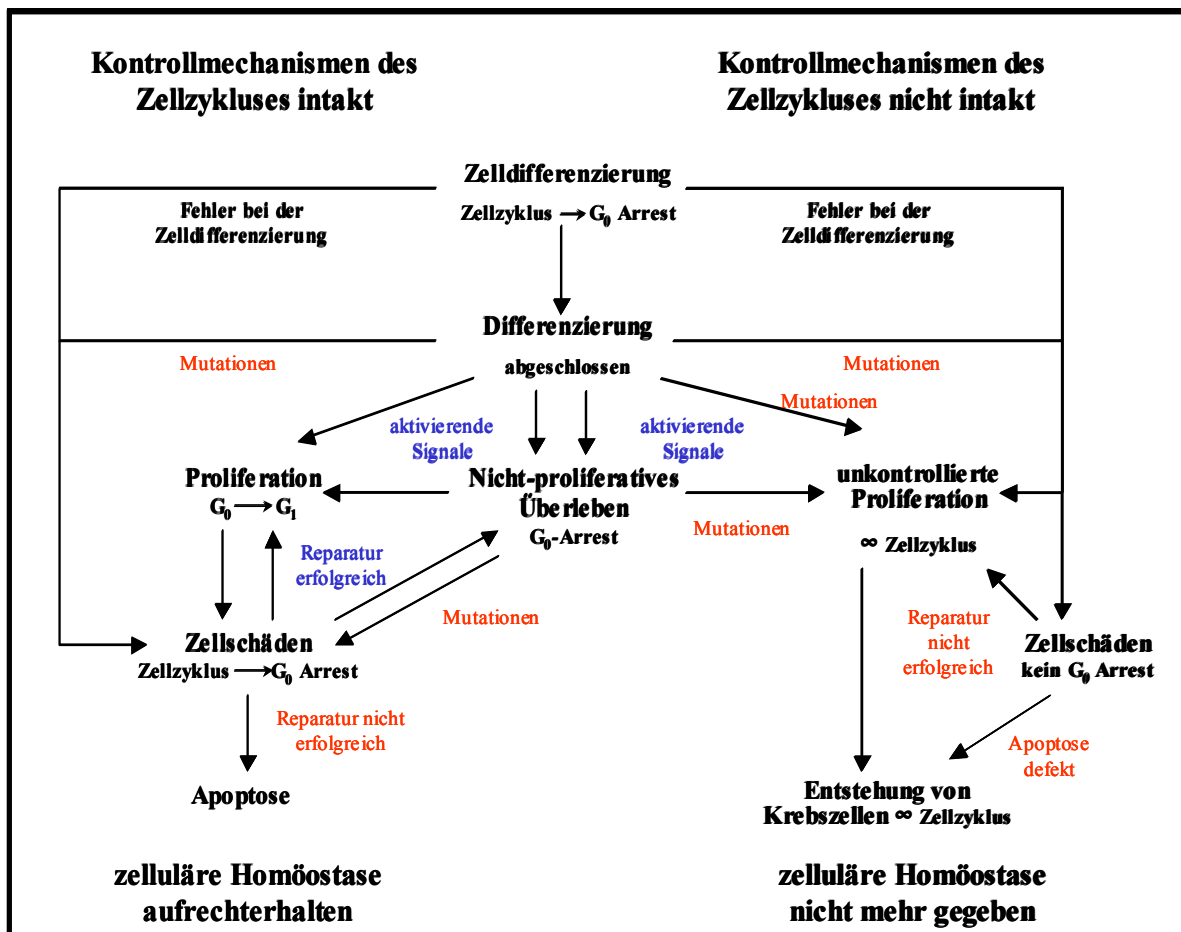 Kontrollmechanismen des
Zellzykluses intakt
Kontrollmechanismen des
Zellzykluses nicht intakt
Zelldifferenzierung
Zellzyklus → G₀ Arrest
Fehler bei der
Zelldifferenzierung
Fehler bei der
Zelldifferenzierung
Differenzierung
abgeschlossen
Mutationen
Mutationen
Mutationen
aktivierende
Signale
aktivierende
Signale
Proliferation
G₀ → G₁
Nicht-proliferatives
Überleben
G₀-Arrest
unkontrollierte
Proliferation
∞ Zellzyklus
Mutationen
Reparatur
erfolgreich
Mutationen
Zellschäden
Zellzyklus → G₀ Arrest
Reparatur
nicht
erfolgreich
Zellschäden
kein G₀ Arrest
Reparatur nicht
erfolgreich
Apoptose
defekt
Apoptose
Entstehung von
Krebszellen ∞ Zellzyklus
zelluläre Homöostase
aufrechterhalten
zelluläre Homöostase
nicht mehr gegeben